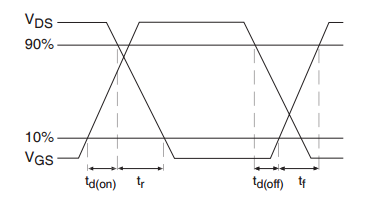 VDS
90%
10%
VGS
td(on) tr td(off) tf